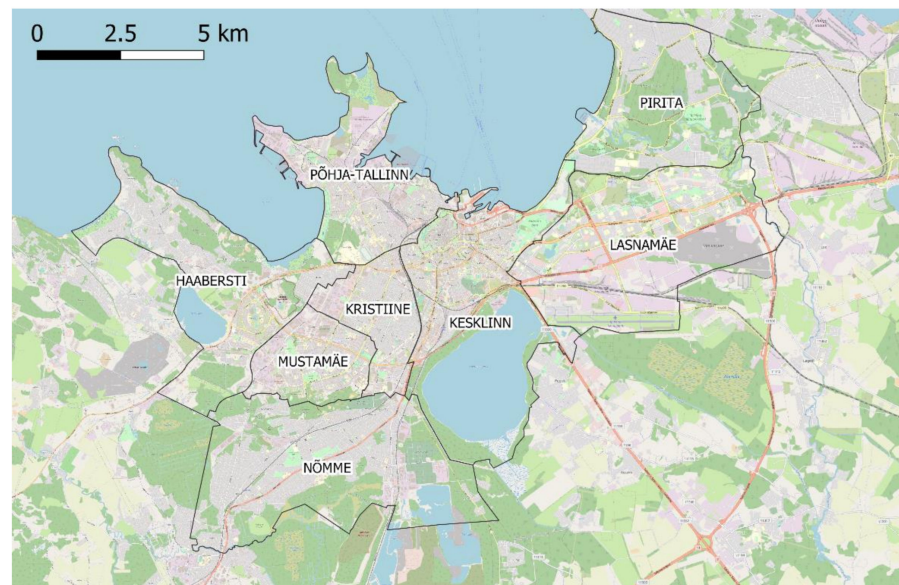 0 2.5 5 km
PIRITA
PÕHJA-TALLINN
LASNAMÄE
HAABERSTI
KRISTIINE
KESKLINN
MUSTAMÄE
NÕMME